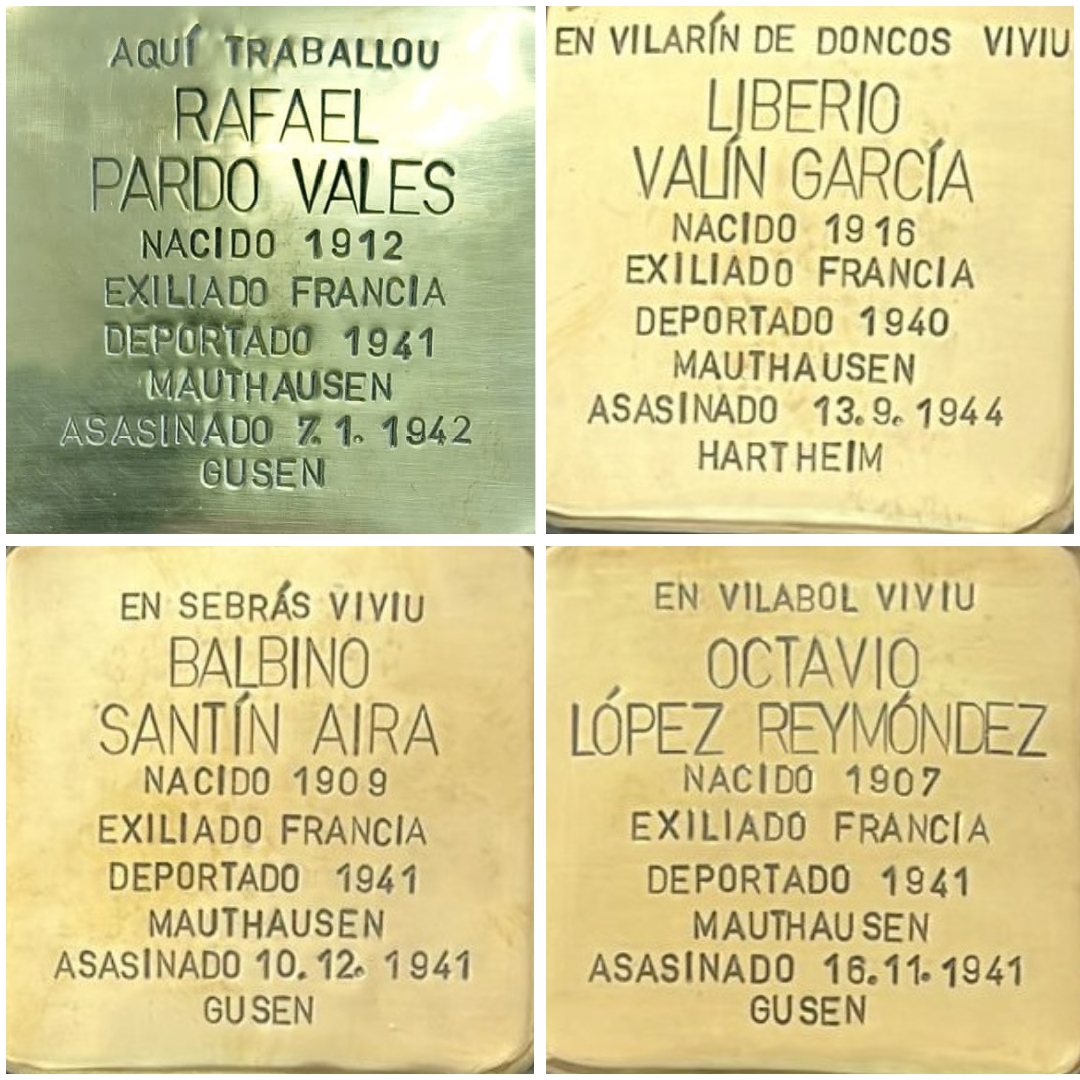 AQUÍ TRABALLOU
RAFAEL
PARDO VALES
NACIDO 1912
EXILIADO FRANCIA
DEPORTADO 1941
MAUTHAUSEN
ASASINADO 7.1. 1942
GUSEN
EN VILARÍN DE DONCOS VIVIU
LIBERIO
VALÍN GARCÍA
NACIDO 1916
EXILIADO FRANCIA
DEPORTADO 1940
MAUTHAUSEN
ASASINADO 13.9. 1944
HARTHEIM
EN SEBRÁS VIVIU
BALBINO
SANTÍN AIRA
NACIDO 1909
EXILIADO FRANCIA
DEPORTADO 1941
MAUTHAUSEN
ASASINADO 10.12. 1941
GUSEN
EN VILABOL VIVIU
OCTAVIO
LÓPEZ REYMÓNDEZ
NACIDO 1907
EXILIADO FRANCIA
DEPORTADO 1941
MAUTHAUSEN
ASASINADO 16.11.1941
GUSEN